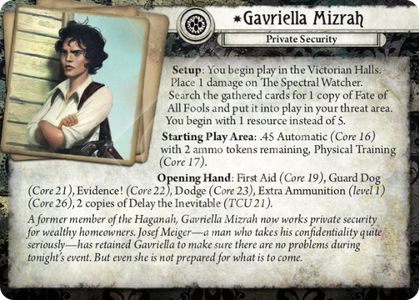 *Gavriella Mizrah
Private Security
Setup: You begin play in the Victorian Halls.
Place 1 damage on The Spectral Watcher.
Search the gathered cards for 1 copy of Fate of
All Fools and put it into play in your threat area.
You begin with 1 resource instead of 5.
Starting Play Area: .45 Automatic (Core 16)
with 2 ammo tokens remaining, Physical Training
(Core 17).
Opening Hand: First Aid (Core 19), Guard Dog
(Core 21), Evidence! (Core 22), Dodge (Core 23), Extra Ammunition (level 1)
(Core 26), 2 copies of Delay the Inevitable (TCU 21).
A former member of the Haganah, Gavriella Mizrah now works private security
for wealthy homeowners. Josef Meiger—a man who takes his confidentiality quite
seriously—has retained Gavriella to make sure there are no problems during
tonight's event. But even she is not prepared for what is to come.